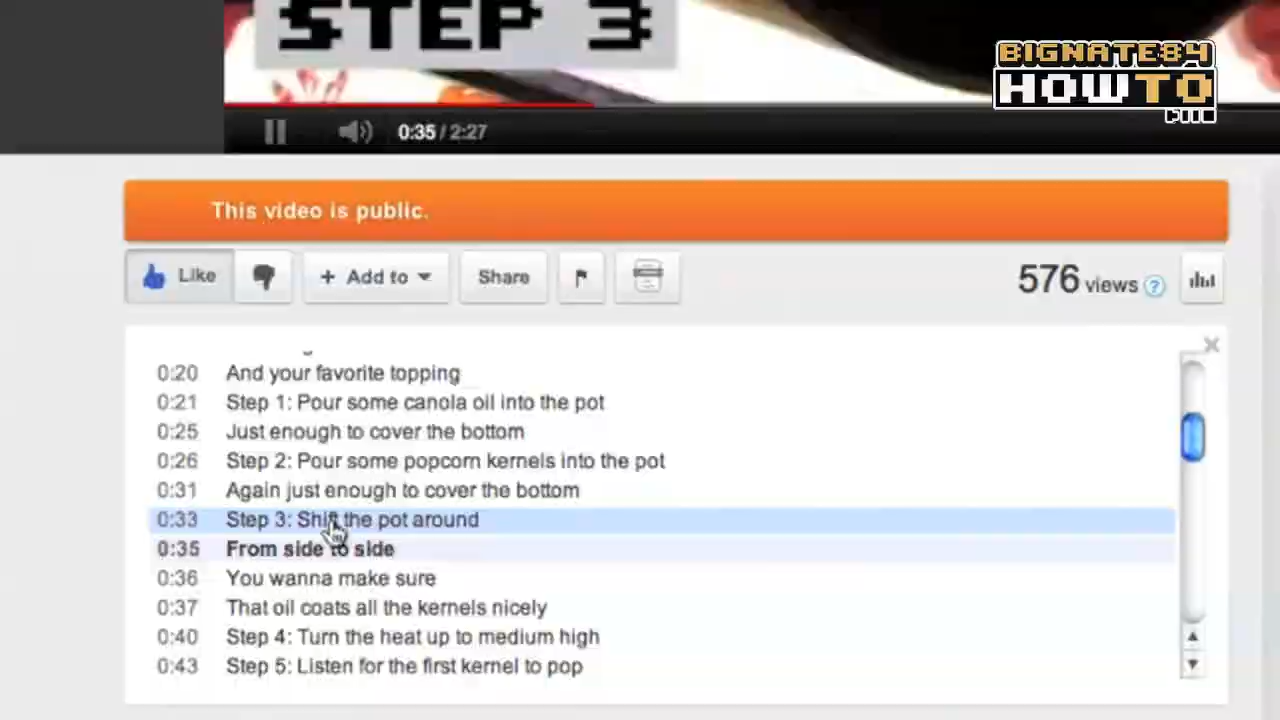 STEP 3
BIGNATE84
HOWTO
0:35 / 2:27
This video is public.
Like
+ Add to
Share
576 views ?
0:20 And your favorite topping
0:21 Step 1: Pour some canola oil into the pot
0:25 Just enough to cover the bottom
0:26 Step 2: Pour some popcorn kernels into the pot
0:31 Again just enough to cover the bottom
0:33 Step 3: Shift the pot around
0:35 From side to side
0:36 You wanna make sure
0:37 That oil coats all the kernels nicely
0:40 Step 4: Turn the heat up to medium high
0:43 Step 5: Listen for the first kernel to pop